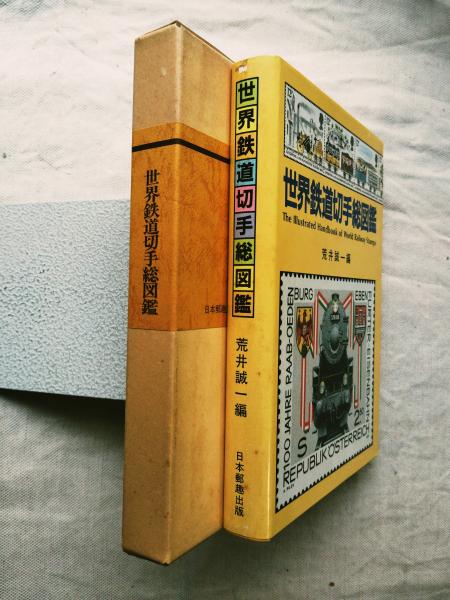 世界鉄道切手総図鑑
日本郵趣
世界鉄道切手総図鑑
荒井誠一編
日本郵趣出版
世界鉄道切手総図鑑
The Illustrated Handbook of World Railway Stamps
荒井誠一編
BURG
EBENFURTER EISENBAHN
100 JAHRE RAAB-OEDEN
S
2.50
REPUBLIK ÖSTERREICH